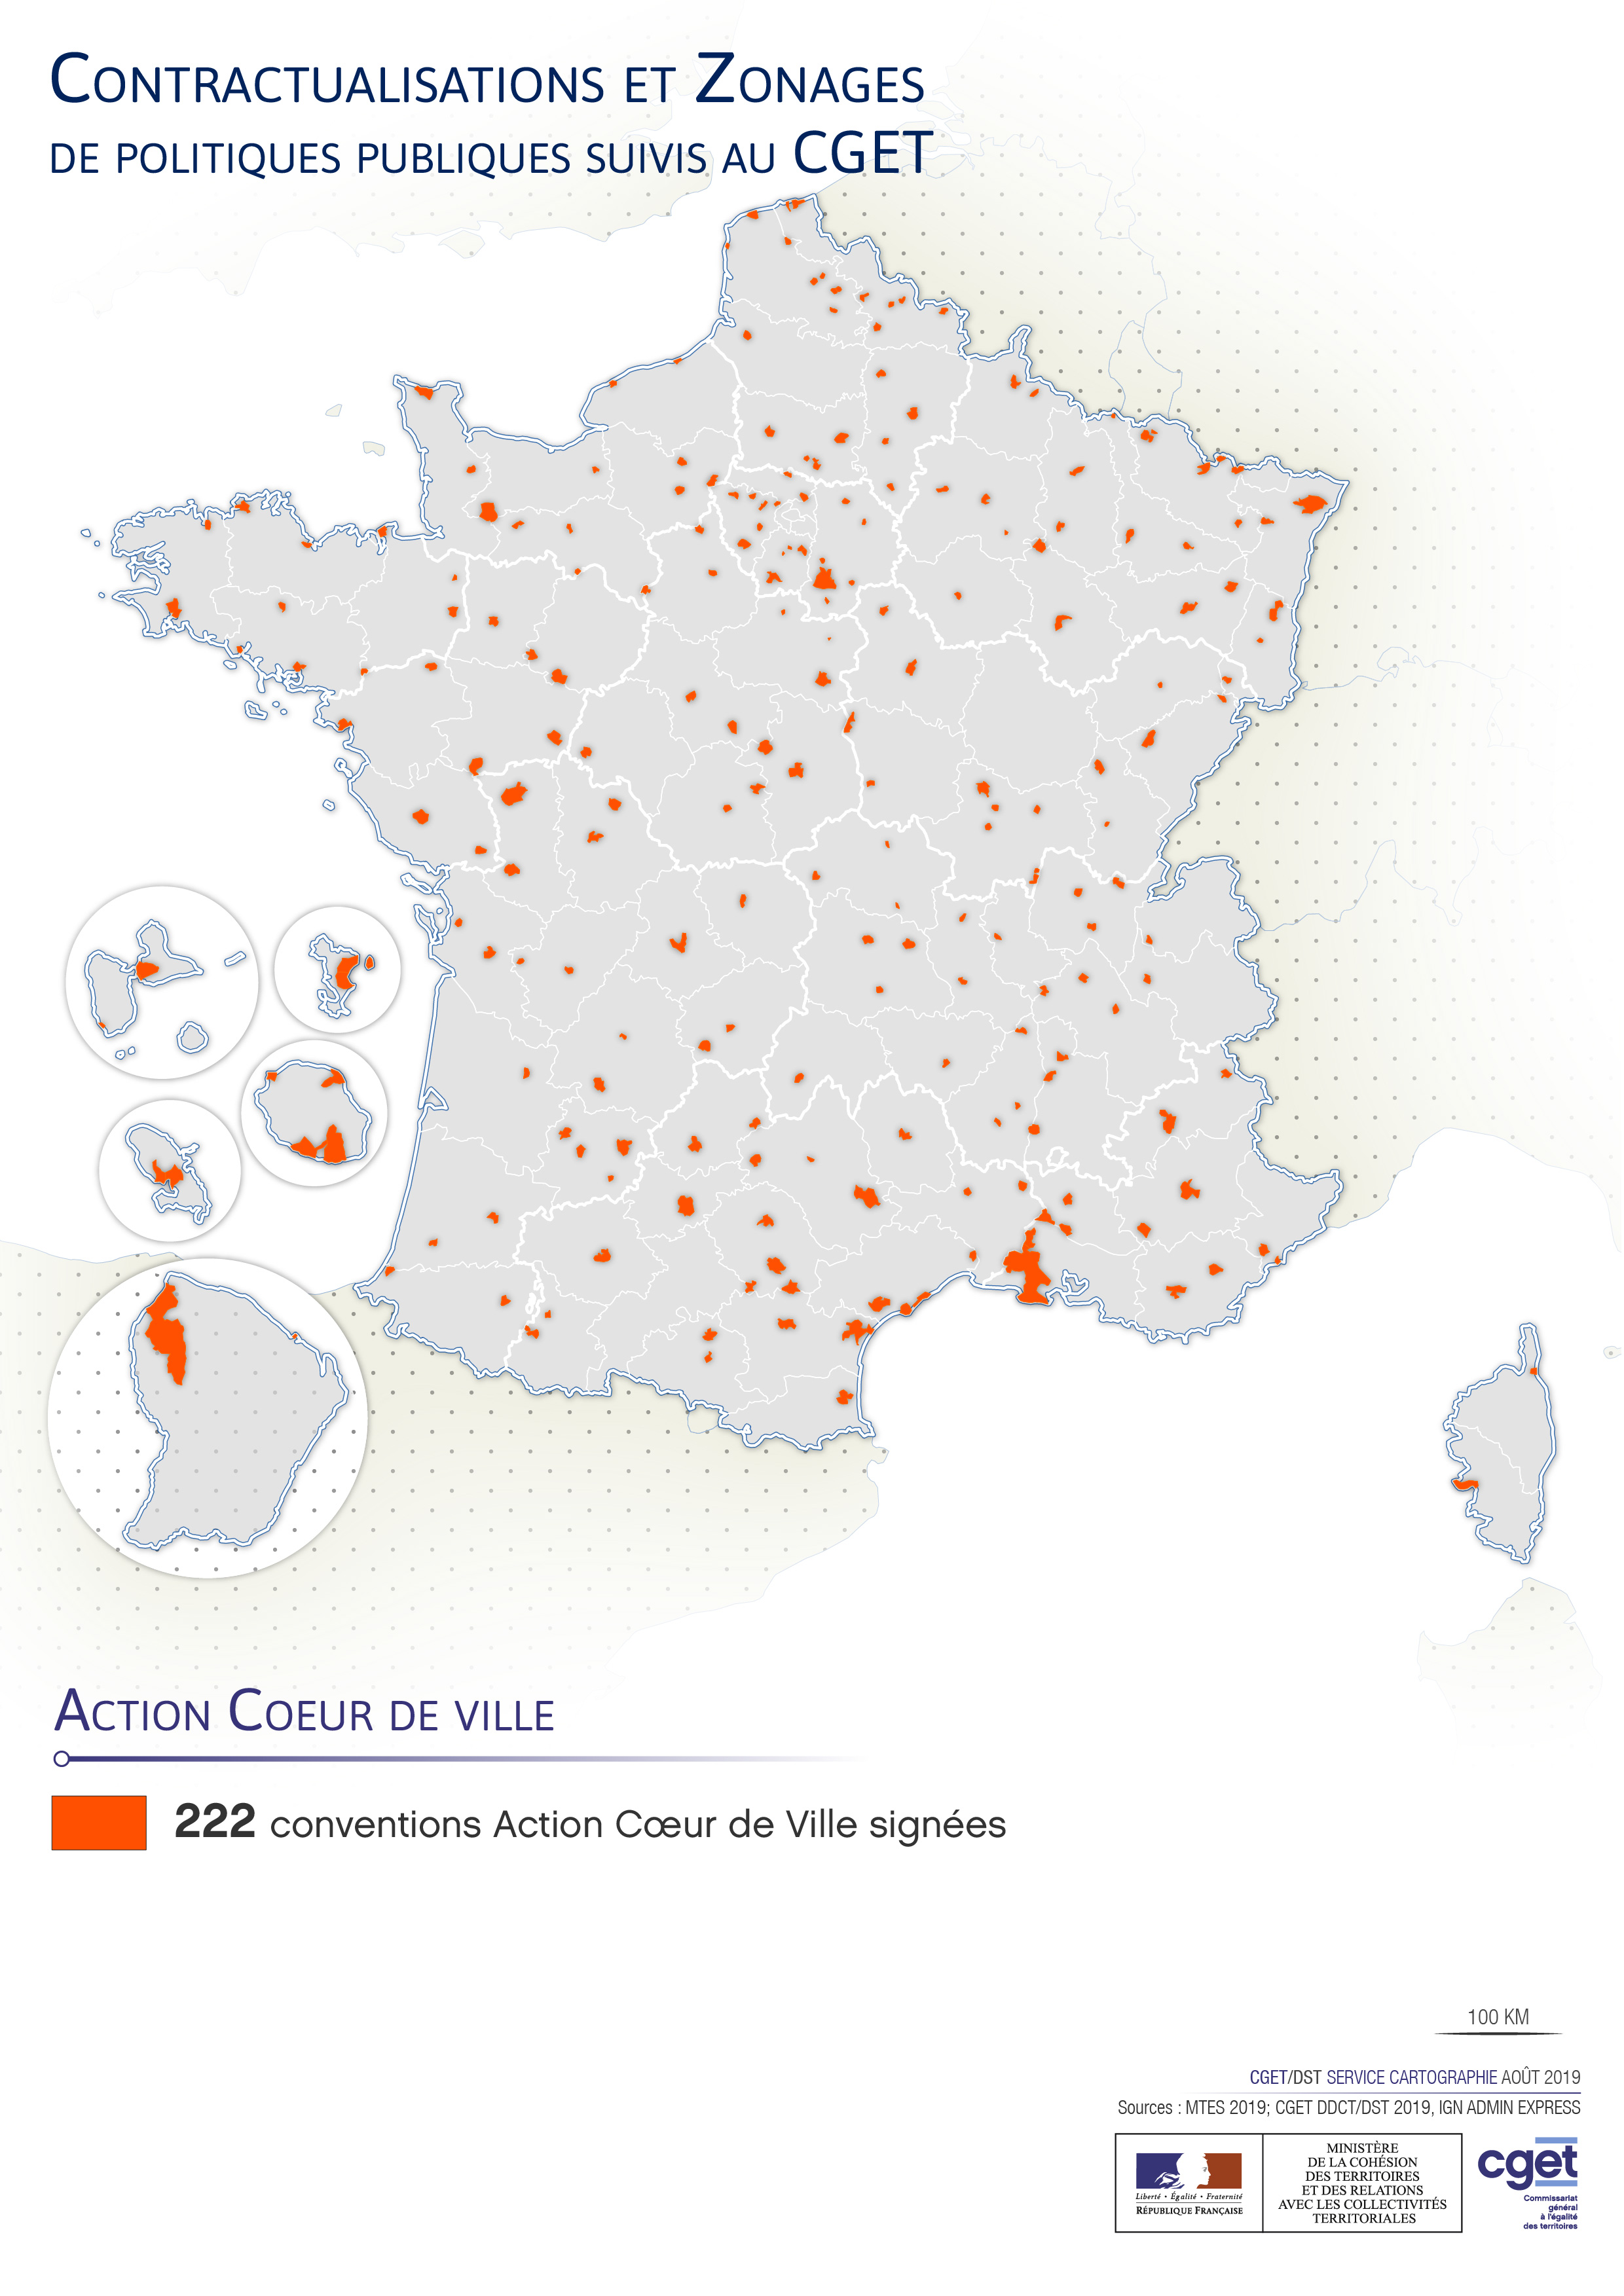 Contractualisations et Zonages
de politiques publiques suivis au CGET
Action Coeur de ville
222 conventions Action Cœur de Ville signées
100 KM
CGET/DST SERVICE CARTOGRAPHIE AOÛT 2019
Sources : MTES 2019; CGET DDCT/DST 2019, IGN ADMIN EXPRESS
Liberté • Égalité • Fraternité
RÉPUBLIQUE FRANÇAISE
MINISTÈRE
DE LA COHÉSION
DES TERRITOIRES
ET DES RELATIONS
AVEC LES COLLECTIVITÉS
TERRITORIALES
cget
Commissariat
général
à l'égalité
des territoires